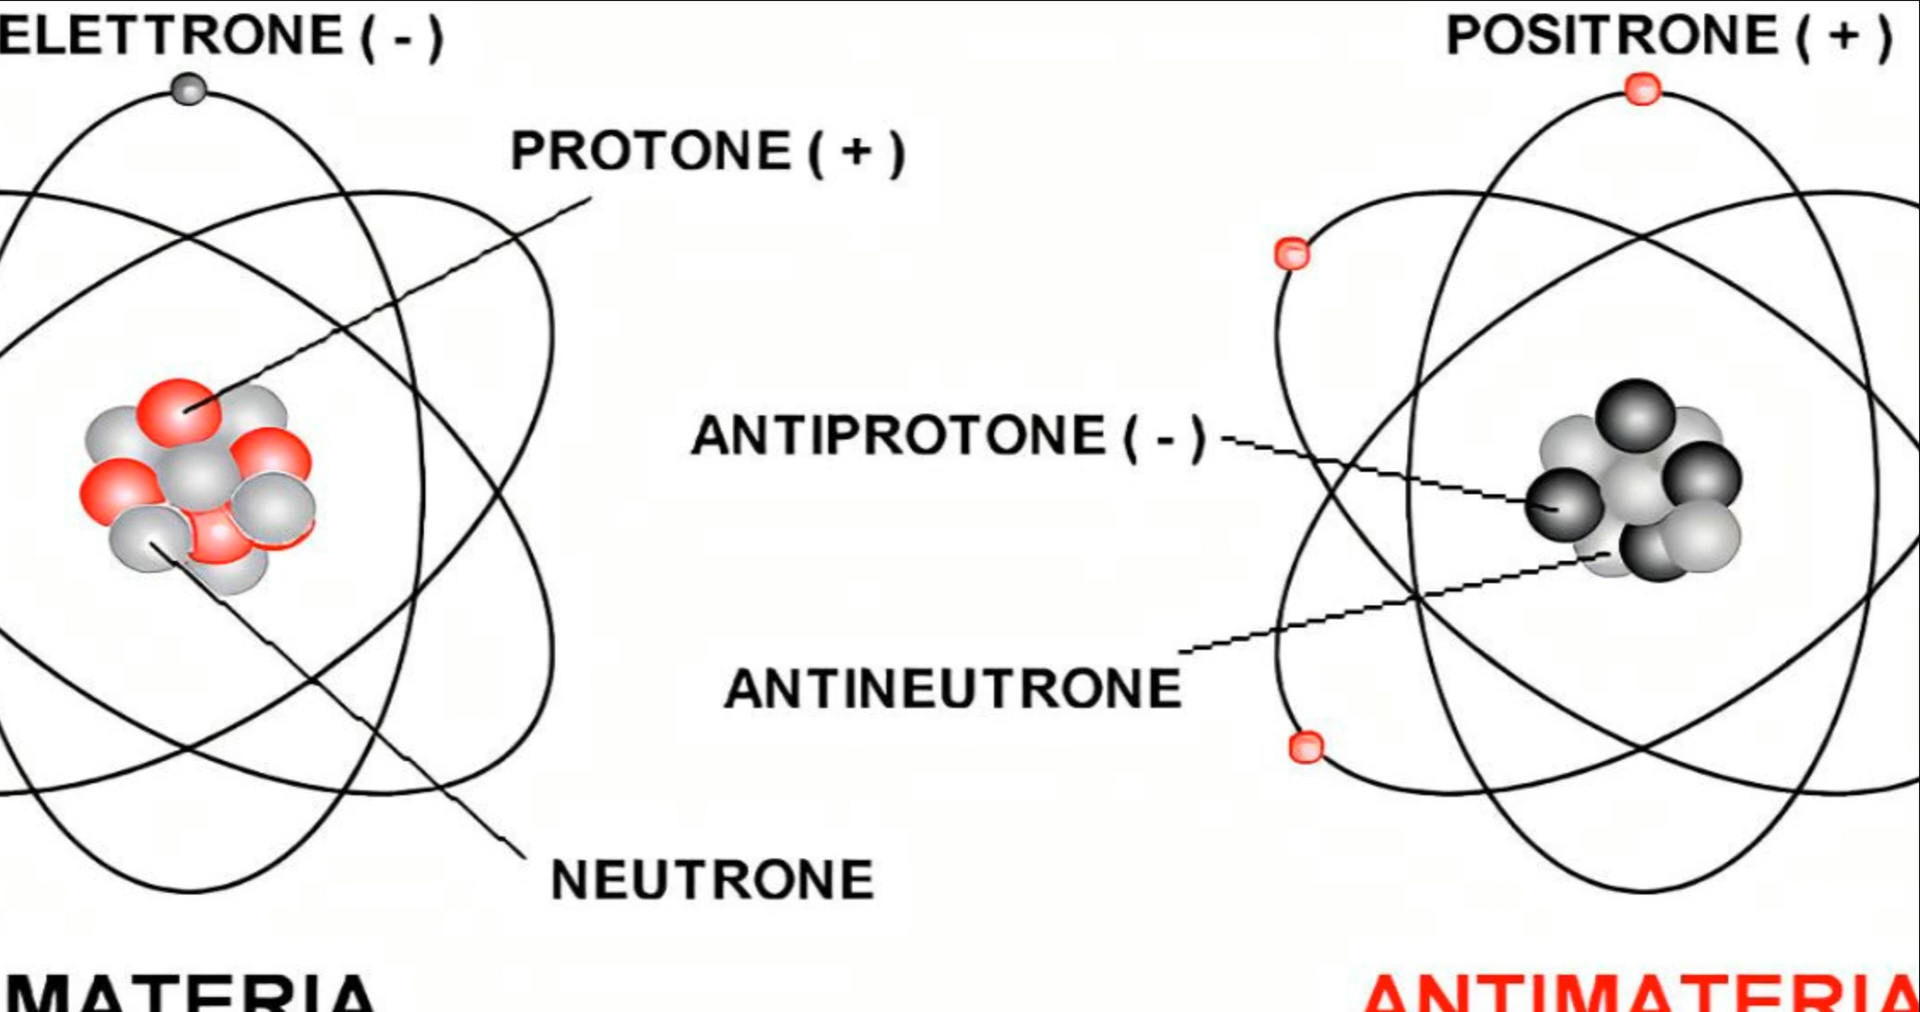 ELETTRONE ( - )
POSITRONE ( + )
PROTONE ( + )
ANTIPROTONE ( - )
ANTINEUTRONE
NEUTRONE
MATERIA
ANTIMATERIA